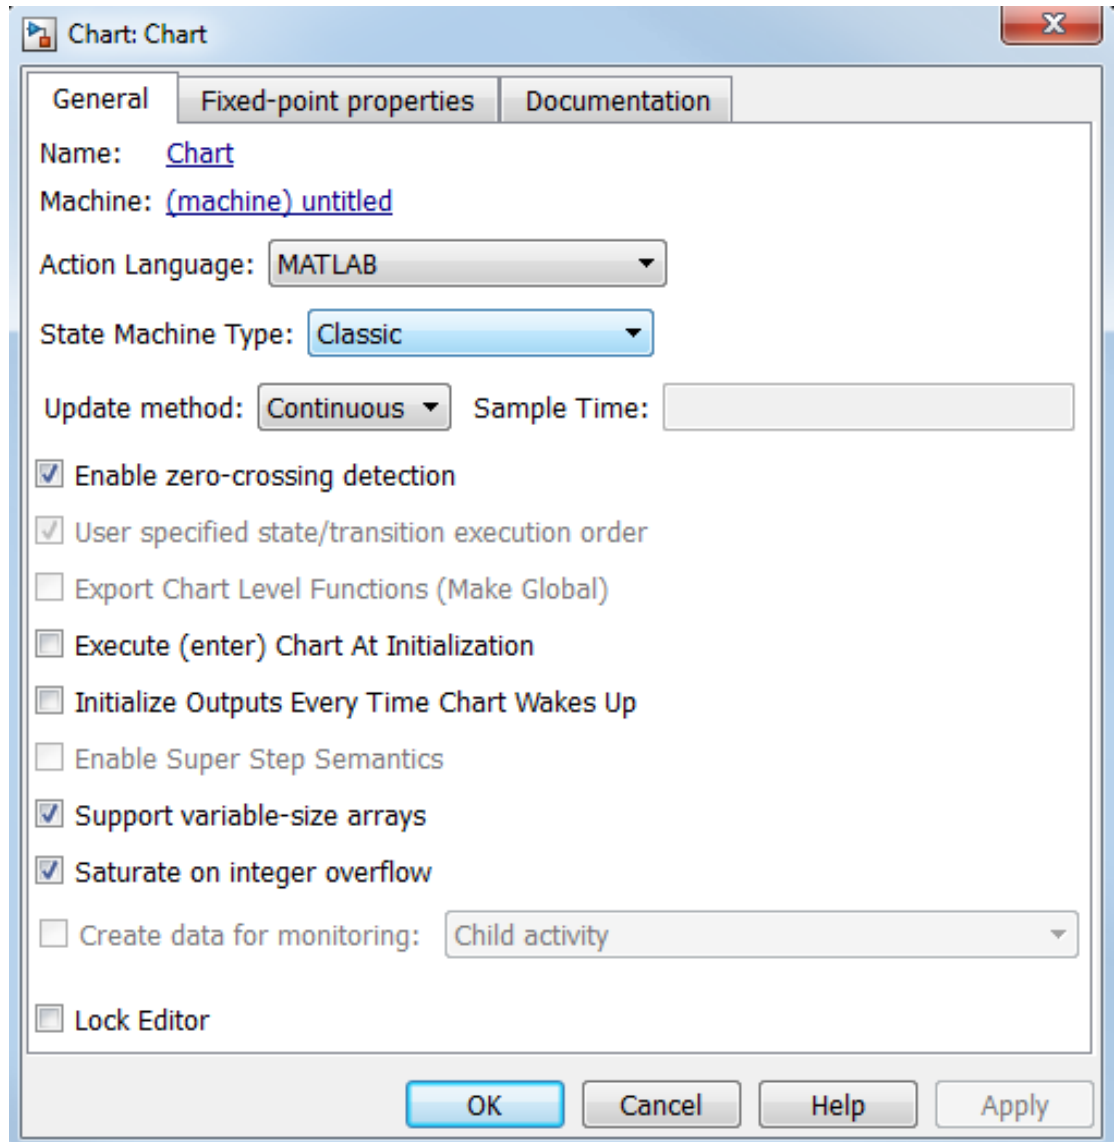 Chart: Chart
General Fixed-point properties Documentation
Name: Chart
Machine: (machine) untitled
Action Language: MATLAB
State Machine Type: Classic
Update method: Continuous Sample Time:
Enable zero-crossing detection
User specified state/transition execution order
Export Chart Level Functions (Make Global)
Execute (enter) Chart At Initialization
Initialize Outputs Every Time Chart Wakes Up
Enable Super Step Semantics
Support variable-size arrays
Saturate on integer overflow
Create data for monitoring: Child activity
Lock Editor
OK Cancel Help Apply